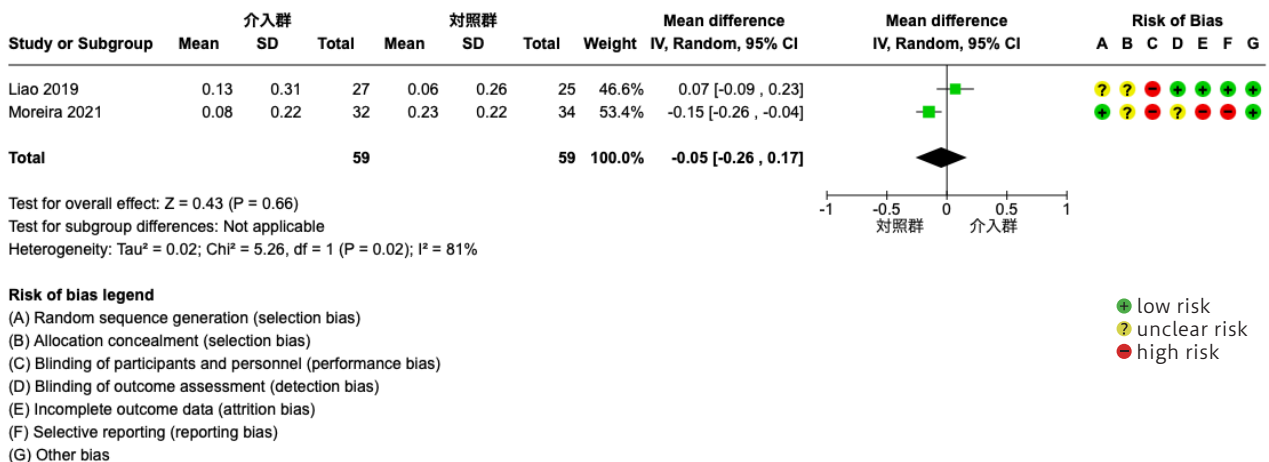 介入群 対照群 Mean difference Mean difference Risk of Bias
Study or Subgroup Mean SD Total Mean SD Total Weight IV, Random, 95% CI IV, Random, 95% CI A B C D E F G
Liao 2019 0.13 0.31 27 0.06 0.26 25 46.6% 0.07 [-0.09 , 0.23] ? ? − + + + +
Moreira 2021 0.08 0.22 32 0.23 0.22 34 53.4% -0.15 [-0.26 , -0.04] + ? − ? − − +
Total 59 59 100.0% -0.05 [-0.26 , 0.17]
Test for overall effect: Z = 0.43 (P = 0.66)
Test for subgroup differences: Not applicable
Heterogeneity: Tau² = 0.02; Chi² = 5.26, df = 1 (P = 0.02); I² = 81%
-1 -0.5 0 0.5 1
対照群 介入群
Risk of bias legend
(A) Random sequence generation (selection bias)
(B) Allocation concealment (selection bias)
(C) Blinding of participants and personnel (performance bias)
(D) Blinding of outcome assessment (detection bias)
(E) Incomplete outcome data (attrition bias)
(F) Selective reporting (reporting bias)
(G) Other bias
+ low risk
? unclear risk
− high risk